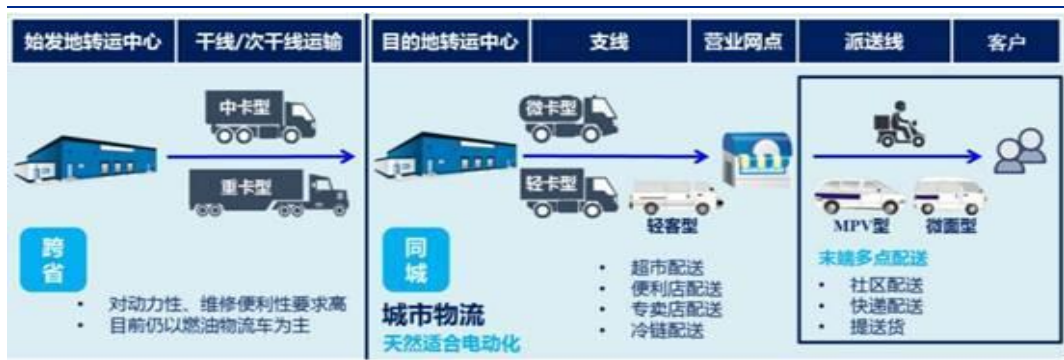 始发地转运中心
干线/次干线运输
目的地转运中心
支线
营业网点
派送线
客户
中卡型
重卡型
微卡型
轻卡型
轻客型
MPV型
微面型
跨省
• 对动力性、维修便利性要求高
• 目前仍以燃油物流车为主
同城
城市物流
天然适合电动化
• 超市配送
• 便利店配送
• 专卖店配送
• 冷链配送
末端多点配送
• 社区配送
• 快递配送
• 提送货